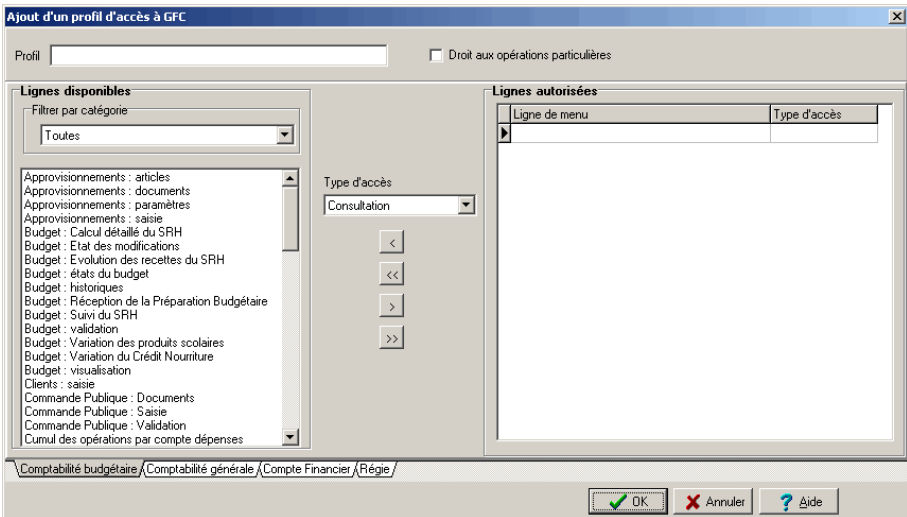 Ajout d'un profil d'accès à GFC
Profil
Droit aux opérations particulières
Lignes disponibles
Filtrer par catégorie
Toutes
Approvisionnements : articles
Approvisionnements : documents
Approvisionnements : paramètres
Approvisionnements : saisie
Budget : Calcul détaillé du SRH
Budget : Etat des modifications
Budget : Evolution des recettes du SRH
Budget : états du budget
Budget : historiques
Budget : Réception de la Préparation Budgétaire
Budget : Suivi du SRH
Budget : validation
Budget : Variation des produits scolaires
Budget : Variation du Crédit Nourriture
Budget : visualisation
Clients : saisie
Commande Publique : Documents
Commande Publique : Saisie
Commande Publique : Validation
Cumul des opérations par compte dépenses
Type d'accès
Consultation
<
<<
>
>>
Lignes autorisées
Ligne de menu Type d'accès
Comptabilité budgétaire Comptabilité générale Compte Financier Régie
OK Annuler ? Aide